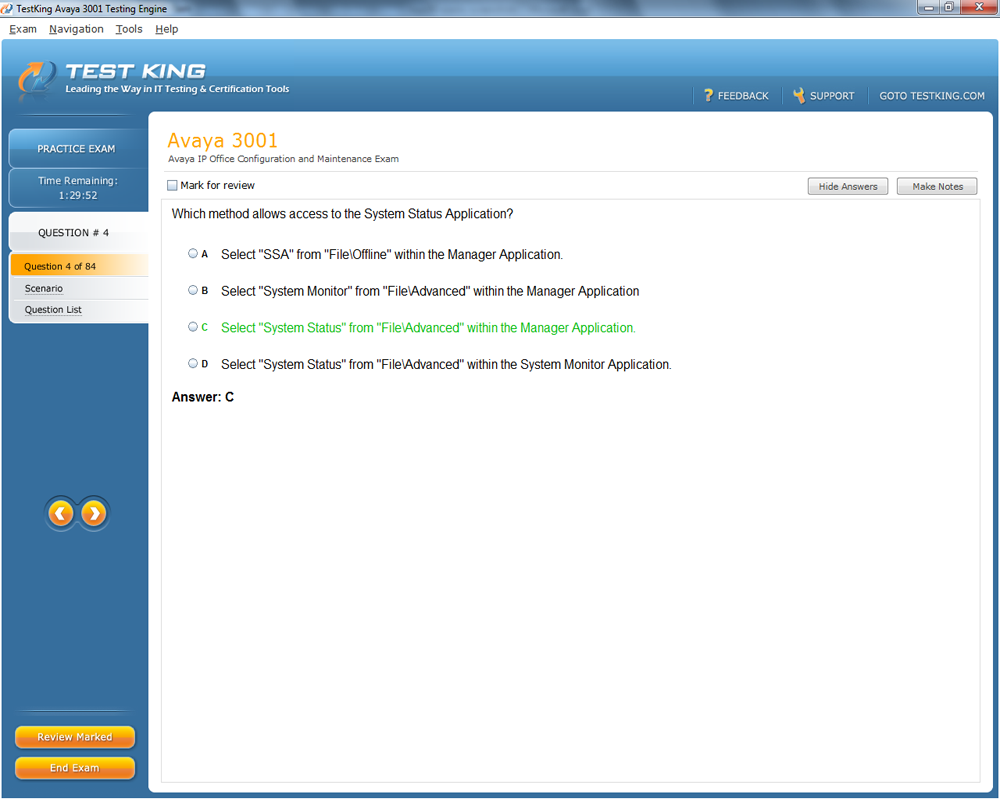 TestKing Avaya 3001 Testing Engine
Exam Navigation Tools Help
TEST KING
Leading the Way in IT Testing & Certification Tools
FEEDBACK SUPPORT GOTO TESTKING.COM
PRACTICE EXAM
Time Remaining:
1:29:52
QUESTION # 4
Question 4 of 84
Scenario
Question List
Avaya 3001
Avaya IP Office Configuration and Maintenance Exam
Mark for review
Hide Answers Make Notes
Which method allows access to the System Status Application?
A Select "SSA" from "File\Offline" within the Manager Application.
B Select "System Monitor" from "File\Advanced" within the Manager Application
C Select "System Status" from "File\Advanced" within the Manager Application.
D Select "System Status" from "File\Advanced" within the System Monitor Application.
Answer: C
Review Marked
End Exam